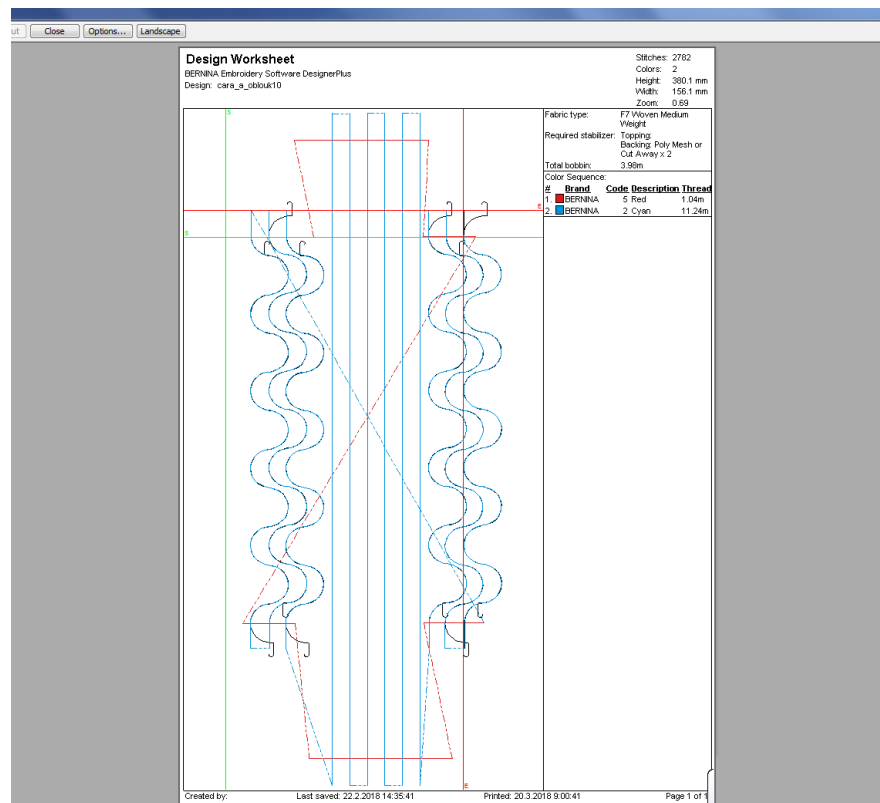 ut Close Options... Landscape
Design Worksheet
BERNINA Embroidery Software DesignerPlus
Design: cara_a_oblouk10
Stitches: 2782
Colors: 2
Height: 380.1 mm
Width: 156.1 mm
Zoom: 0.69
Fabric type: F7 Woven Medium
Weight
Required stabilizer: Topping:
Backing: Poly Mesh or
Cut Away x 2
Total bobbin: 3.98m
Color Sequence:
# Brand Code Description Thread
1. BERNINA 5 Red 1.04m
2. BERNINA 2 Cyan 11.24m
S
E
S
E
Created by: Last saved: 22.2.2018 14:35:41 Printed: 20.3.2018 9:00:41 Page 1 of 1